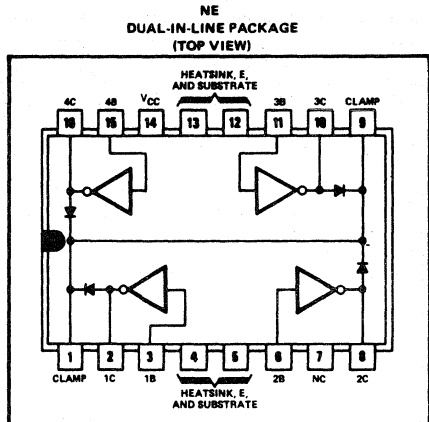 NE
DUAL-IN-LINE PACKAGE
(TOP VIEW)
HEATSINK, E,
AND SUBSTRATE
4C 4B VCC 3B 3C CLAMP
16 15 14 13 12 11 10 9
1 2 3 4 5 6 7 8
CLAMP 1C 1B 2B NC 2C
HEATSINK, E,
AND SUBSTRATE